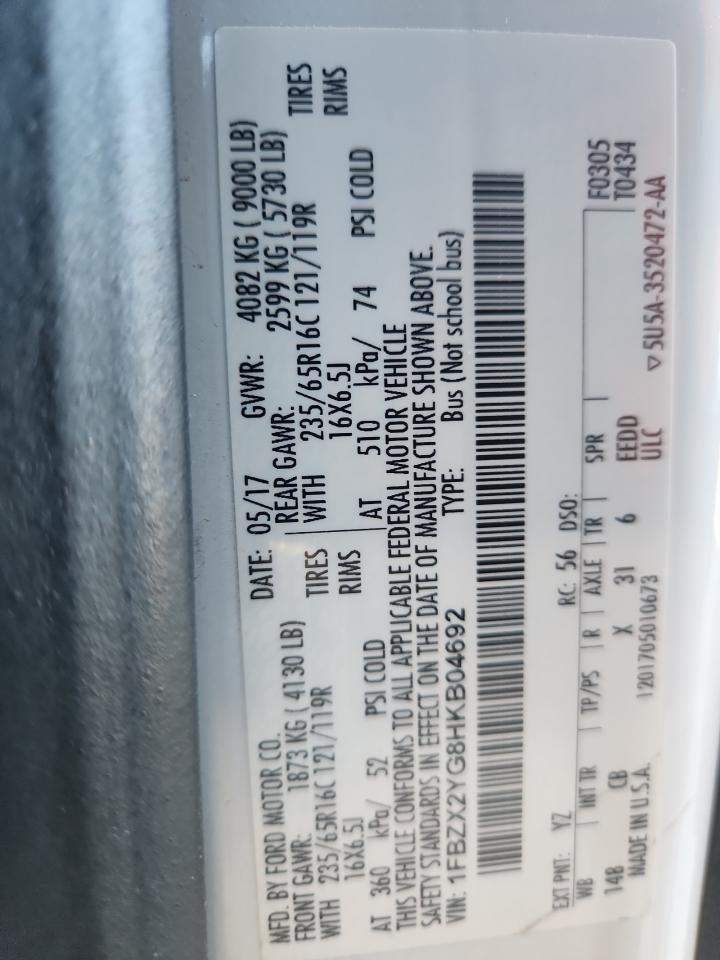 MFD. BY FORD MOTOR CO. DATE: 05/17 GVWR: 4082 KG ( 9000 LB)
FRONT GAWR: 1873 KG ( 4130 LB) REAR GAWR: 2599 KG ( 5730 LB)
WITH 235/65R16C 121/119R TIRES WITH 235/65R16C 121/119R TIRES
16X6.5J RIMS 16X6.5J RIMS
AT 360 kPa/ 52 PSI COLD AT 510 kPa/ 74 PSI COLD
THIS VEHICLE CONFORMS TO ALL APPLICABLE FEDERAL MOTOR VEHICLE
SAFETY STANDARDS IN EFFECT ON THE DATE OF MANUFACTURE SHOWN ABOVE.
VIN: 1FBZX2YG8HKB04692 TYPE: Bus (Not school bus)
EXT PNT: YZ RC: 56 DSO:
WB INT TR TP/PS R AXLE TR SPR F0305
148 CB X 31 6 EEDD T0434
MADE IN U.S.A. 1201705010673 ULC ▽5U5A-3520472-AA